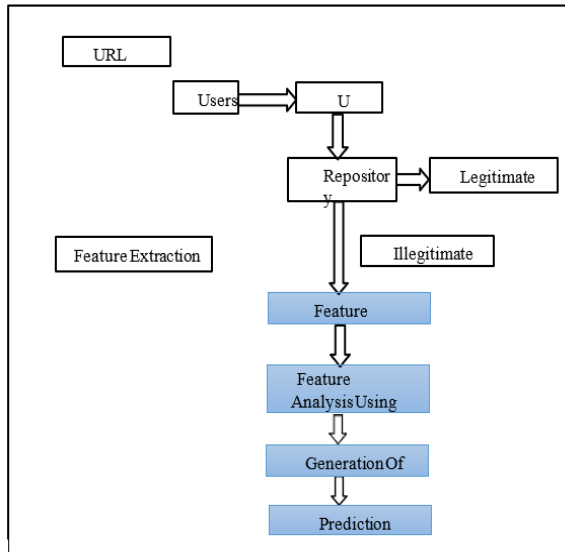 URL
Users
U
Repositor
y
Legitimate
Feature Extraction
Illegitimate
Feature
Feature
Analysis Using
Generation Of
Prediction